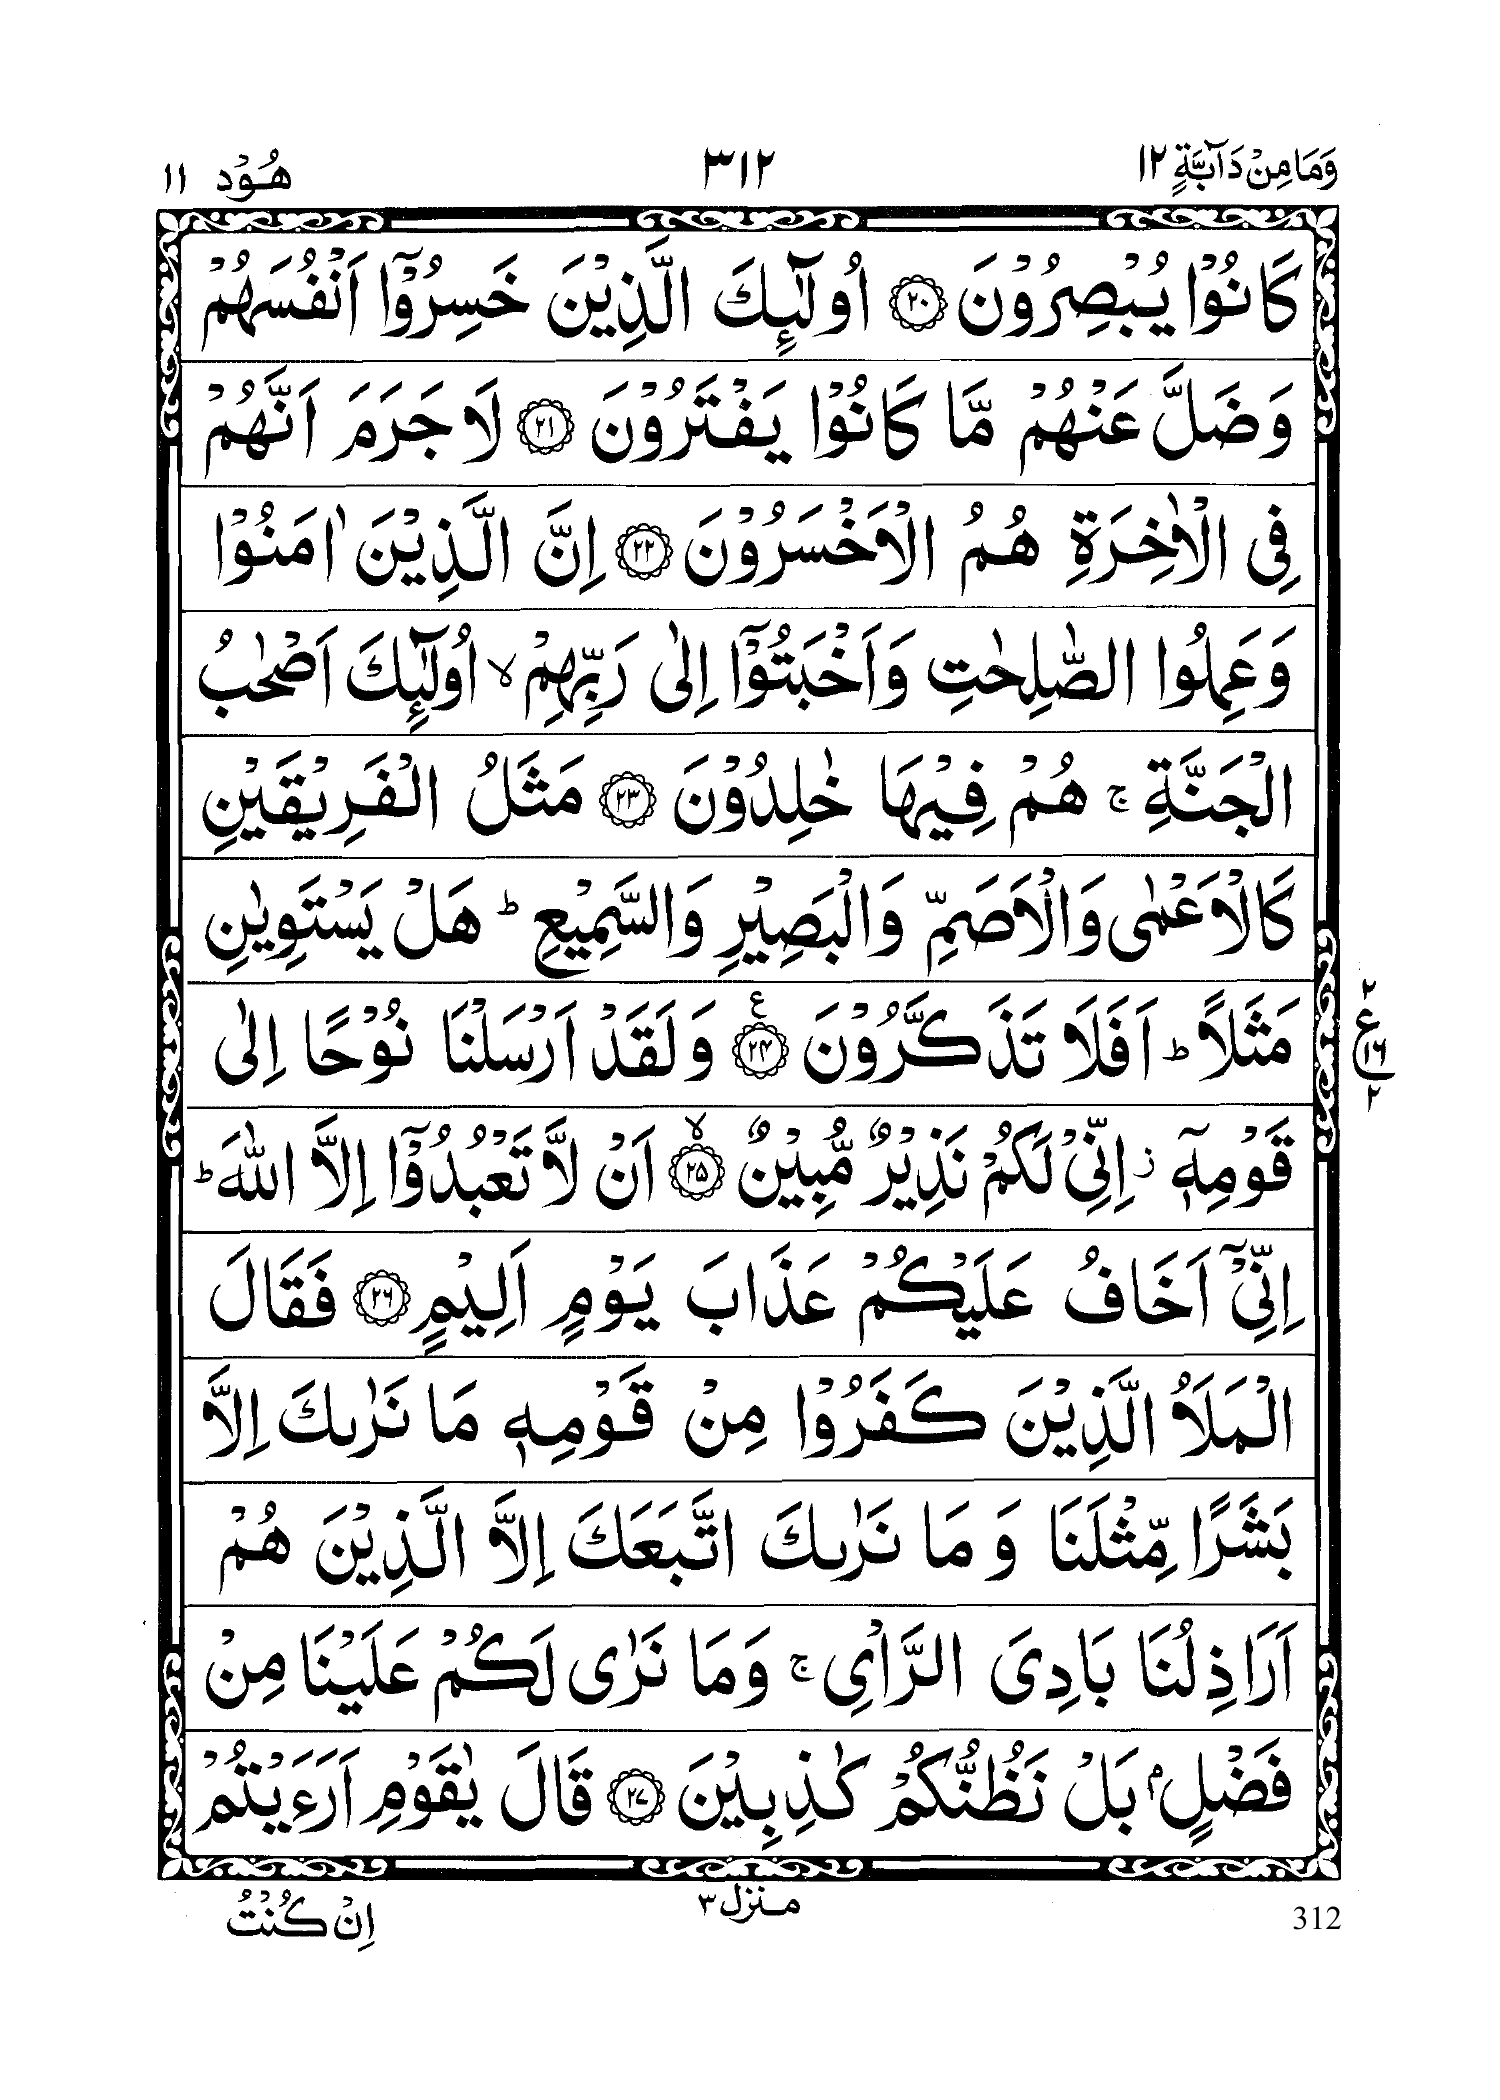 وَمَا مِنْ دَآبَّةٍ ١٢
٣١٢
هُوْد ١١
كَانُوْا يُبْصِرُوْنَ ﴿٢٠﴾ اُولٰٓئِكَ الَّذِيْنَ خَسِرُوْٓا اَنْفُسَهُمْ
وَضَلَّ عَنْهُمْ مَّا كَانُوْا يَفْتَرُوْنَ ﴿٢١﴾ لَا جَرَمَ اَنَّهُمْ
فِى الْاٰخِرَةِ هُمُ الْاَخْسَرُوْنَ ﴿٢٢﴾ اِنَّ الَّذِيْنَ اٰمَنُوْا
وَعَمِلُوا الصّٰلِحٰتِ وَاَخْبَتُوْٓا اِلٰى رَبِّهِمْ ۙ اُولٰٓئِكَ اَصْحٰبُ
الْجَنَّةِ ۚ هُمْ فِيْهَا خٰلِدُوْنَ ﴿٢٣﴾ مَثَلُ الْفَرِيْقَيْنِ
كَالْاَعْمٰى وَالْاَصَمِّ وَالْبَصِيْرِ وَالسَّمِيْعِ ؕ هَلْ يَسْتَوِيٰنِ
مَثَلًا ؕ اَفَلَا تَذَكَّرُوْنَ ﴿٢٤﴾ ع وَلَقَدْ اَرْسَلْنَا نُوْحًا اِلٰى
٢
ع
١٦
٢
قَوْمِهٖٓ ز اِنِّىْ لَكُمْ نَذِيْرٌ مُّبِيْنٌ ﴿٢٥﴾ ۙ اَنْ لَّا تَعْبُدُوْٓا اِلَّا اللّٰهَ ؕ
اِنِّىْٓ اَخَافُ عَلَيْكُمْ عَذَابَ يَوْمٍ اَلِيْمٍ ﴿٢٦﴾ فَقَالَ
الْمَلَاُ الَّذِيْنَ كَفَرُوْا مِنْ قَوْمِهٖ مَا نَرٰىكَ اِلَّا
بَشَرًا مِّثْلَنَا وَمَا نَرٰىكَ اتَّبَعَكَ اِلَّا الَّذِيْنَ هُمْ
اَرَاذِلُنَا بَادِىَ الرَّاْىِ ۚ وَمَا نَرٰى لَكُمْ عَلَيْنَا مِنْ
فَضْلٍۭ بَلْ نَظُنُّكُمْ كٰذِبِيْنَ ﴿٢٧﴾ قَالَ يٰقَوْمِ اَرَءَيْتُمْ
اِنْ كُنْتُ
منزل ٣
312